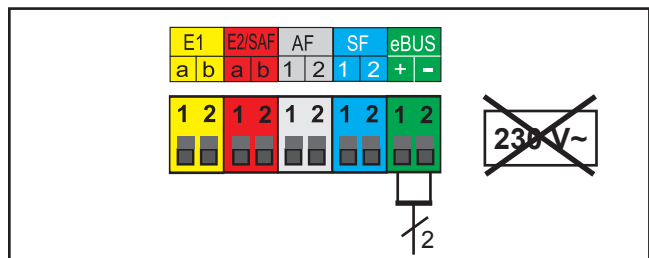 E1 E2/SAF AF SF eBUS
a b a b 1 2 1 2 + -
1 2 1 2 1 2 1 2 1 2
230 V~
2